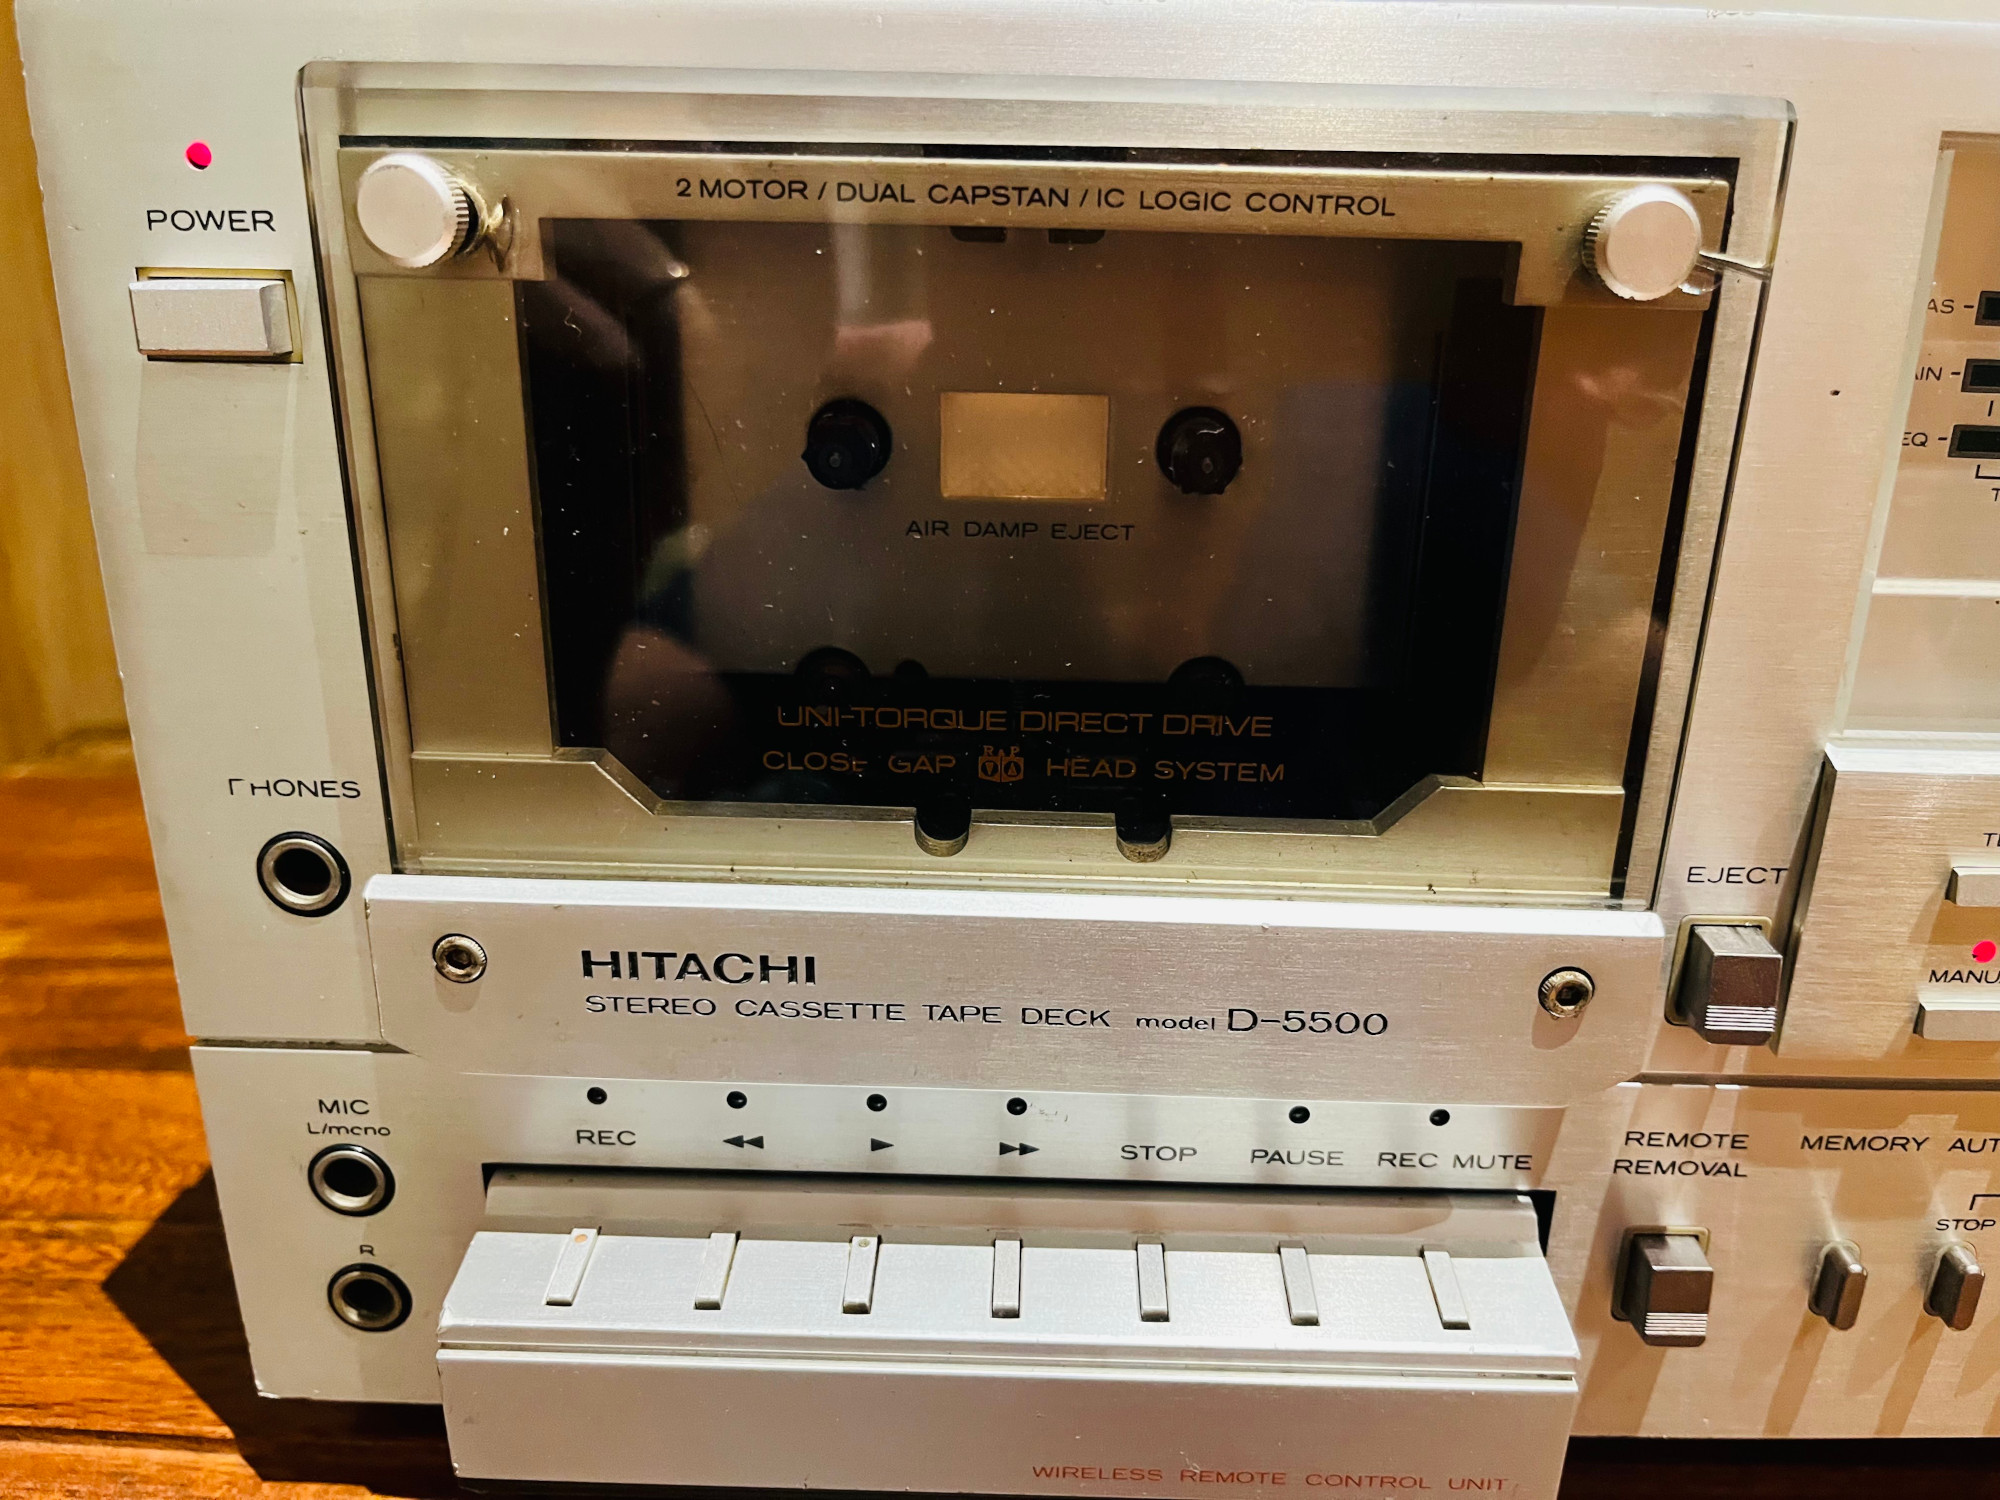 POWER
2 MOTOR / DUAL CAPSTAN / IC LOGIC CONTROL
AIR DAMP EJECT
UNI-TORQUE DIRECT DRIVE
CLOSE GAP R&P HEAD SYSTEM
PHONES
EJECT
HITACHI
STEREO CASSETTE TAPE DECK model D-5500
MIC
L/mono
R
REC ◀◀ ▶ ▶▶ STOP PAUSE REC MUTE
REMOTE
REMOVAL
MEMORY
STOP
WIRELESS REMOTE CONTROL UNIT